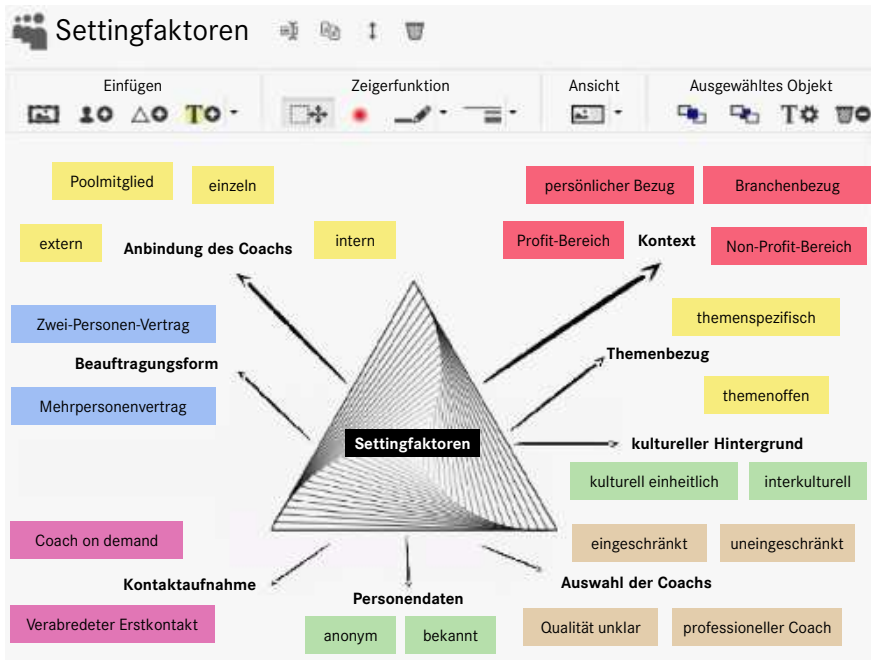 Settingfaktoren
Einfügen
Zeigerfunktion
Ansicht
Ausgewähltes Objekt
Poolmitglied
einzeln
persönlicher Bezug
Branchenbezug
extern
Anbindung des Coachs
intern
Profit-Bereich
Kontext
Non-Profit-Bereich
Zwei-Personen-Vertrag
themenspezifisch
Beauftragungsform
Themenbezug
Mehrpersonenvertrag
themenoffen
Settingfaktoren
kultureller Hintergrund
kulturell einheitlich
interkulturell
Coach on demand
eingeschränkt
uneingeschränkt
Kontaktaufnahme
Personendaten
Auswahl der Coachs
Verabredeter Erstkontakt
anonym
bekannt
Qualität unklar
professioneller Coach